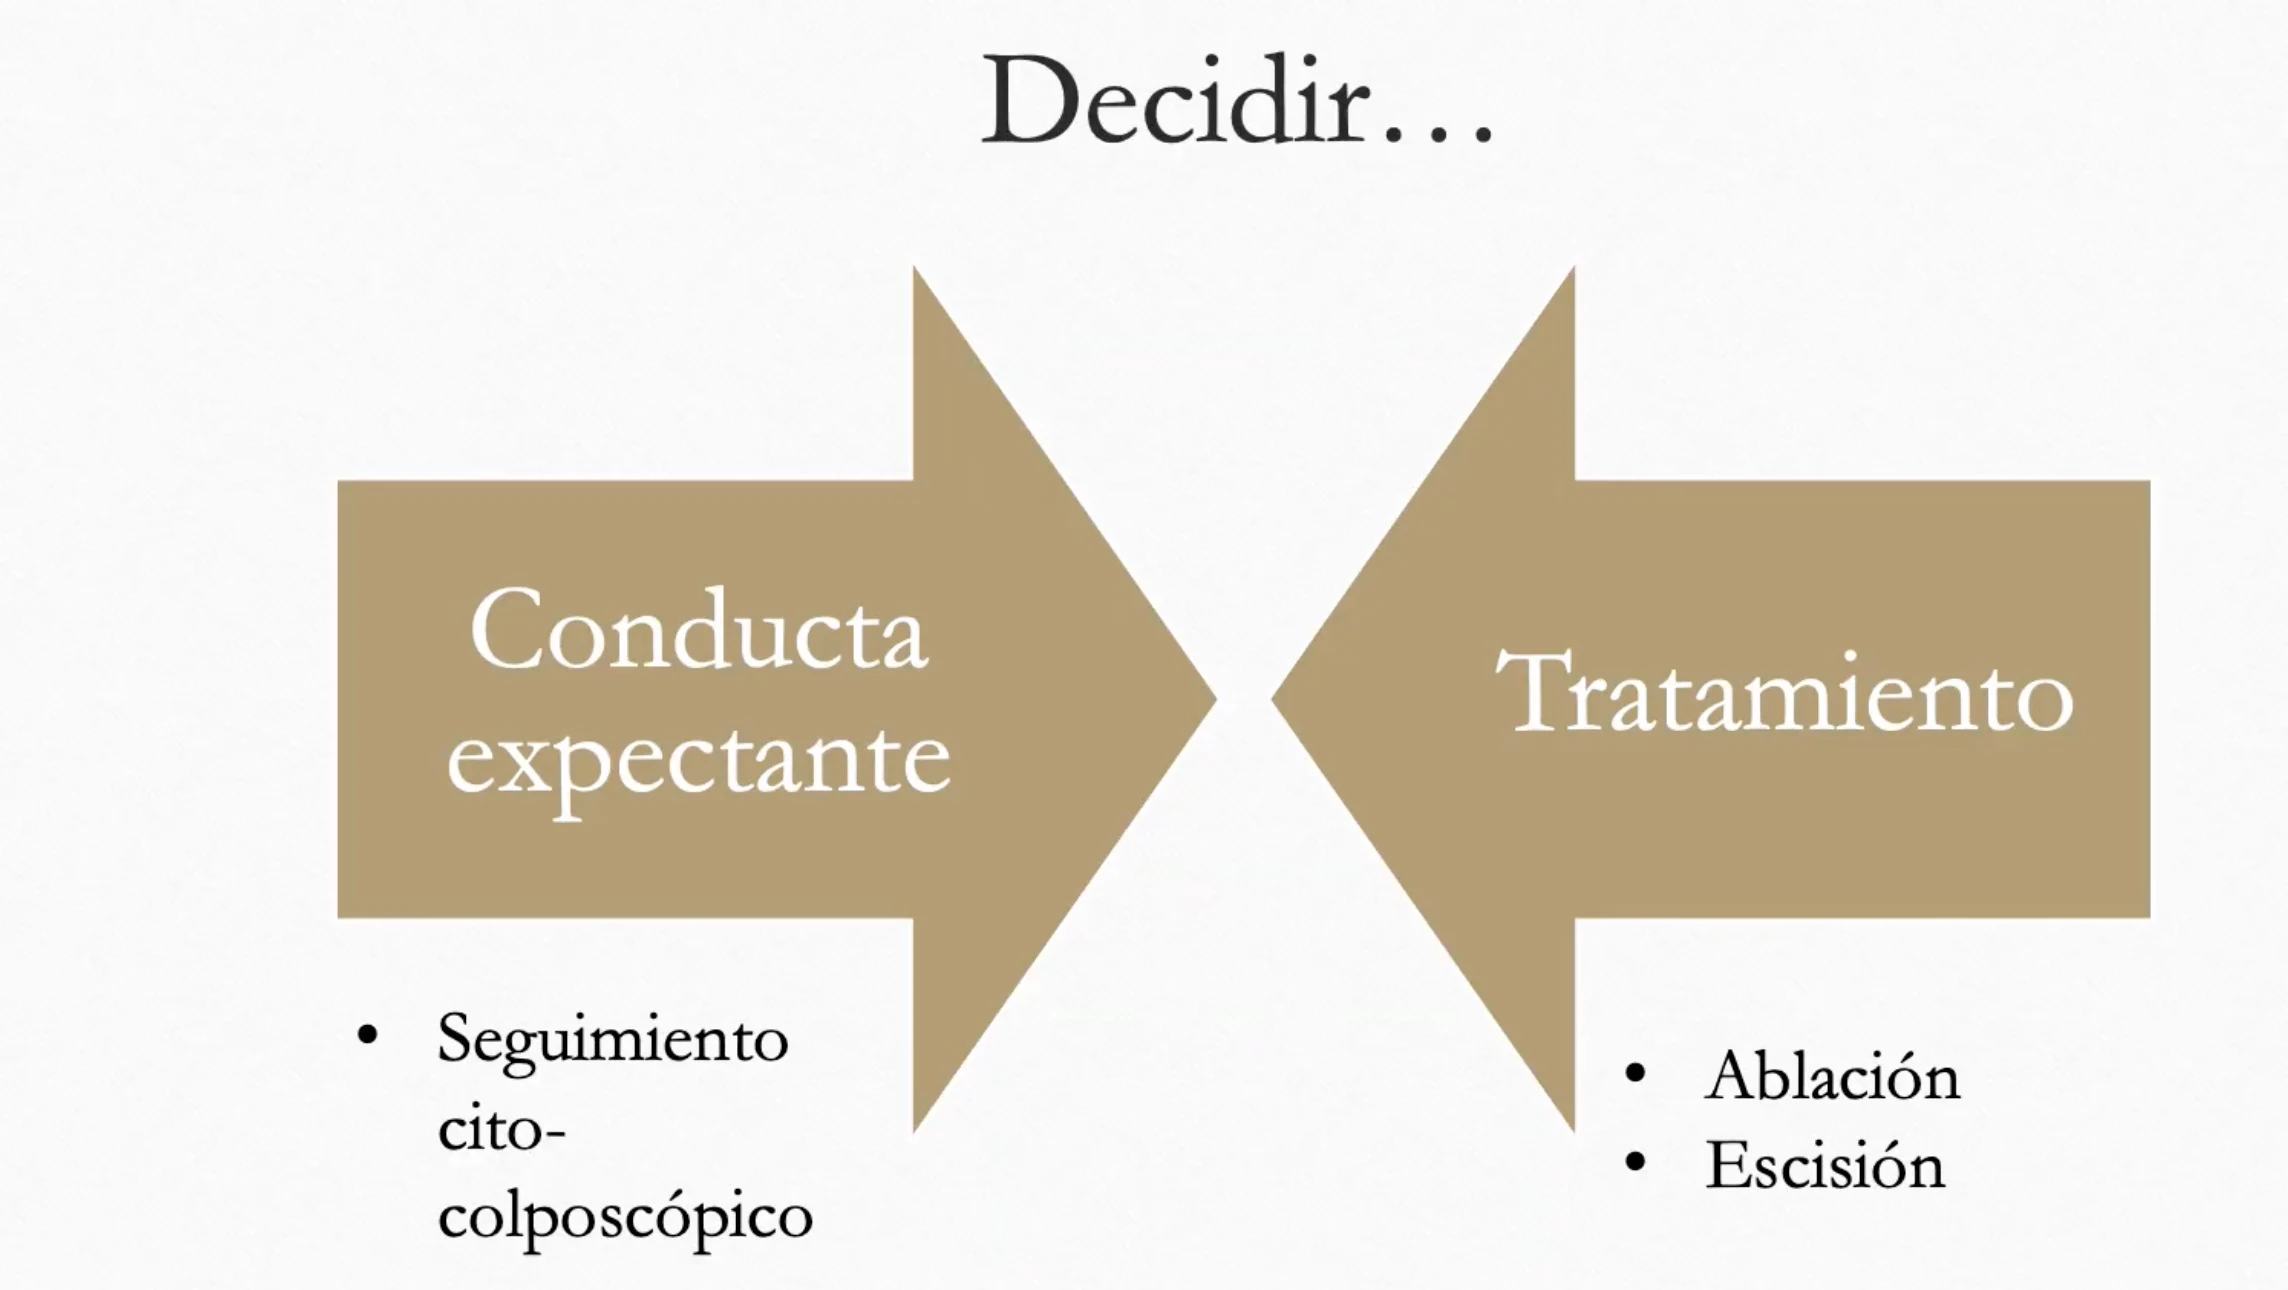 Decidir…
Conducta
expectante
Tratamiento
• Seguimiento
cito-
colposcópico
• Ablación
• Escisión